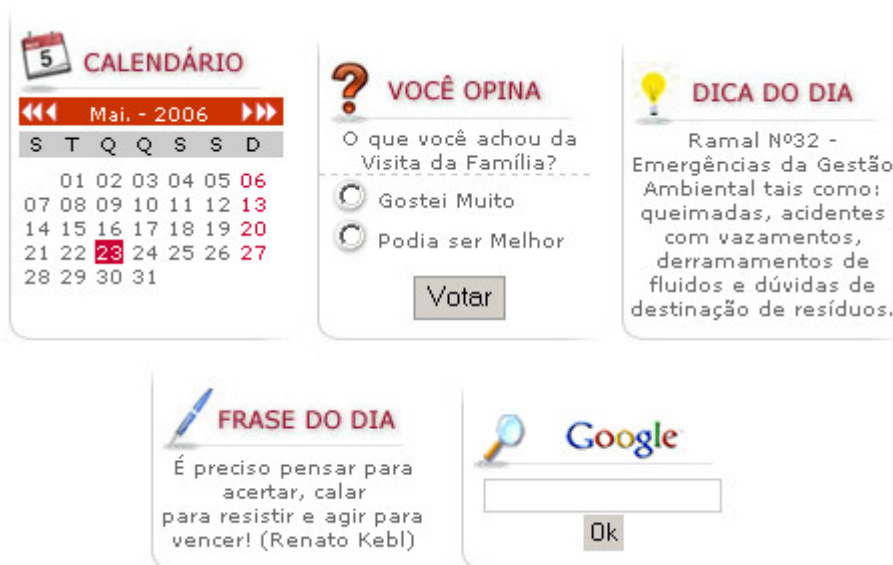 5
CALENDÁRIO
Mai. - 2006
S T Q Q S S D
01 02 03 04 05 06
07 08 09 10 11 12 13
14 15 16 17 18 19 20
21 22 23 24 25 26 27
28 29 30 31
VOCÊ OPINA
O que você achou da
Visita da Família?
Gostei Muito
Podia ser Melhor
Votar
DICA DO DIA
Ramal Nº32 -
Emergências da Gestão
Ambiental tais como:
queimadas, acidentes
com vazamentos,
derramamentos de
fluidos e dúvidas de
destinação de resíduos.
FRASE DO DIA
É preciso pensar para
acertar, calar
para resistir e agir para
vencer! (Renato Kebl)
Google
Ok